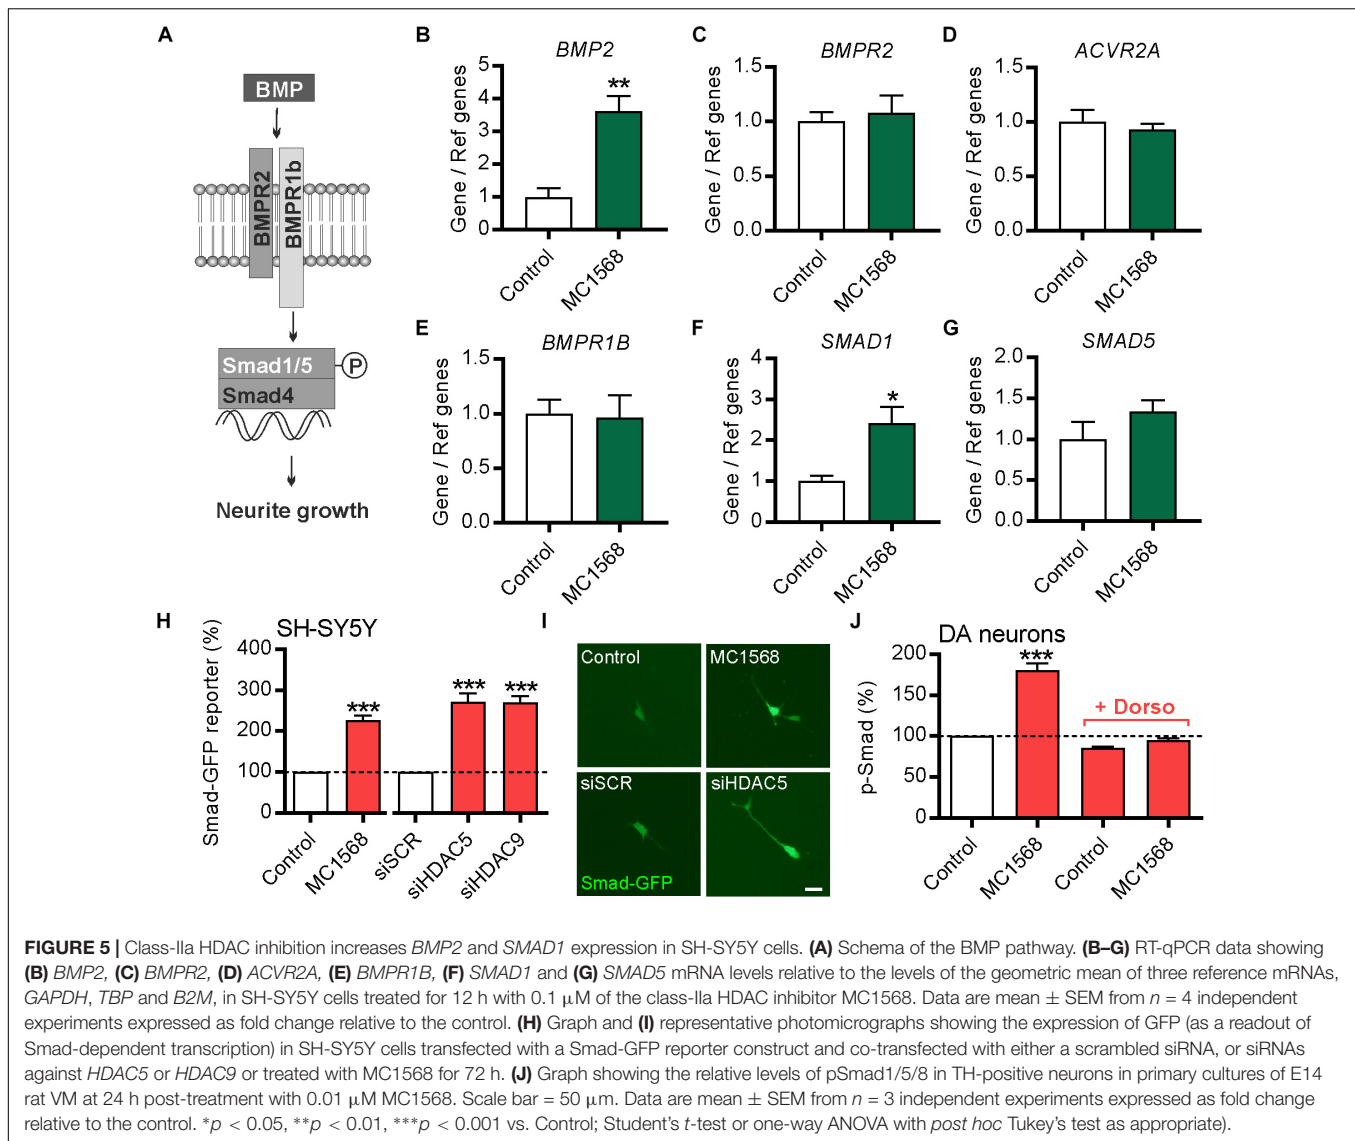 A
BMP
BMPR2
BMPR1b
Smad1/5
P
Smad4
Neurite growth
B
BMP2
Gene / Ref genes
5
4
3
2
1
0
**
Control
MC1568
C
BMPR2
Gene / Ref genes
1.5
1.0
0.5
0.0
Control
MC1568
D
ACVR2A
Gene / Ref genes
1.5
1.0
0.5
0.0
Control
MC1568
E
BMPR1B
Gene / Ref genes
1.5
1.0
0.5
0.0
Control
MC1568
F
SMAD1
Gene / Ref genes
4
3
2
1
0
*
Control
MC1568
G
SMAD5
Gene / Ref genes
2.0
1.5
1.0
0.5
0.0
Control
MC1568
H
SH-SY5Y
Smad-GFP reporter (%)
400
300
200
100
0
***
***
***
Control
MC1568
siSCR
siHDAC5
siHDAC9
I
Control
MC1568
siSCR
siHDAC5
Smad-GFP
J
DA neurons
p-Smad (%)
200
150
100
50
0
***
+ Dorso
Control
MC1568
Control
MC1568
FIGURE 5 | Class-IIa HDAC inhibition increases BMP2 and SMAD1 expression in SH-SY5Y cells. (A) Schema of the BMP pathway. (B–G) RT-qPCR data showing
(B) BMP2, (C) BMPR2, (D) ACVR2A, (E) BMPR1B, (F) SMAD1 and (G) SMAD5 mRNA levels relative to the levels of the geometric mean of three reference mRNAs,
GAPDH, TBP and B2M, in SH-SY5Y cells treated for 12 h with 0.1 μM of the class-IIa HDAC inhibitor MC1568. Data are mean ± SEM from n = 4 independent
experiments expressed as fold change relative to the control. (H) Graph and (I) representative photomicrographs showing the expression of GFP (as a readout of
Smad-dependent transcription) in SH-SY5Y cells transfected with a Smad-GFP reporter construct and co-transfected with either a scrambled siRNA, or siRNAs
against HDAC5 or HDAC9 or treated with MC1568 for 72 h. (J) Graph showing the relative levels of pSmad1/5/8 in TH-positive neurons in primary cultures of E14
rat VM at 24 h post-treatment with 0.01 μM MC1568. Scale bar = 50 μm. Data are mean ± SEM from n = 3 independent experiments expressed as fold change
relative to the control. *p < 0.05, **p < 0.01, ***p < 0.001 vs. Control; Student's t-test or one-way ANOVA with post hoc Tukey's test as appropriate).